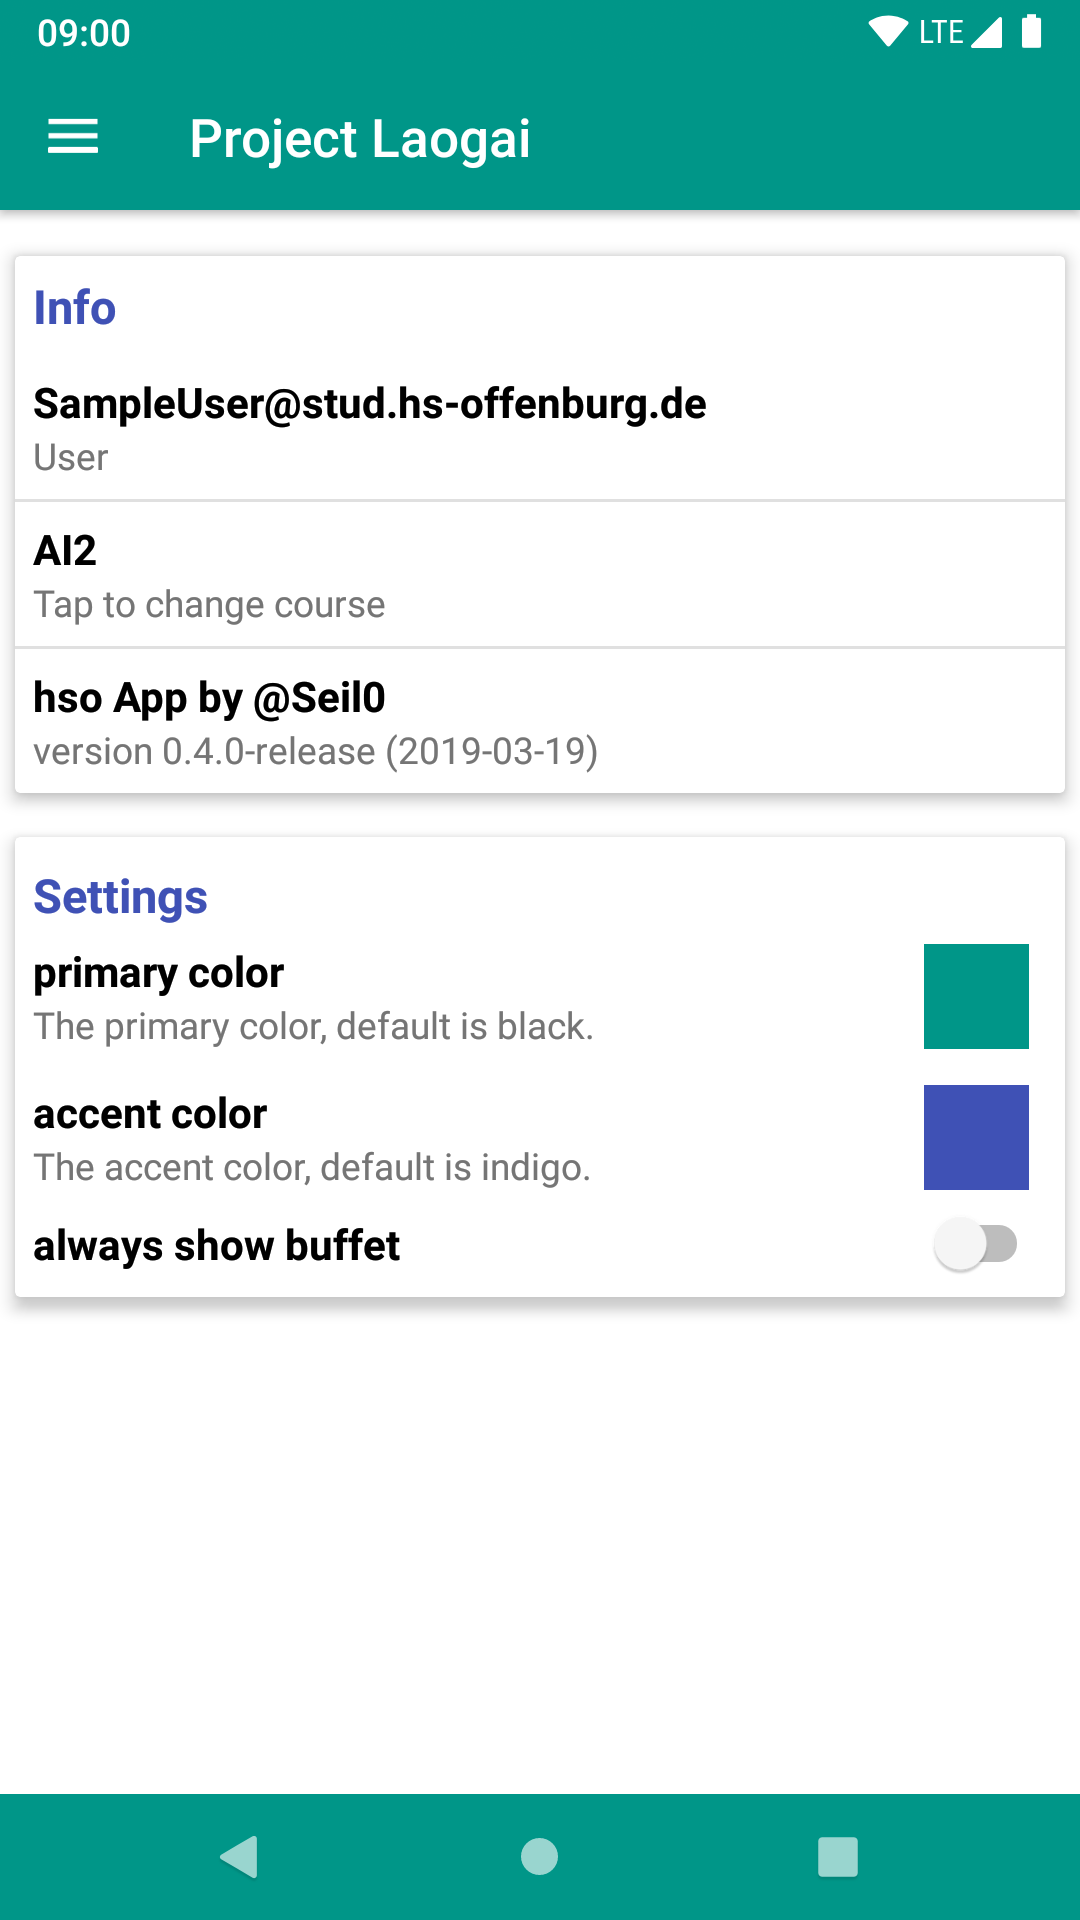 09:00 LTE
Project Laogai
Info
SampleUser@stud.hs-offenburg.de
User
AI2
Tap to change course
hso App by @Seil0
version 0.4.0-release (2019-03-19)
Settings
primary color
The primary color, default is black.
accent color
The accent color, default is indigo.
always show buffet